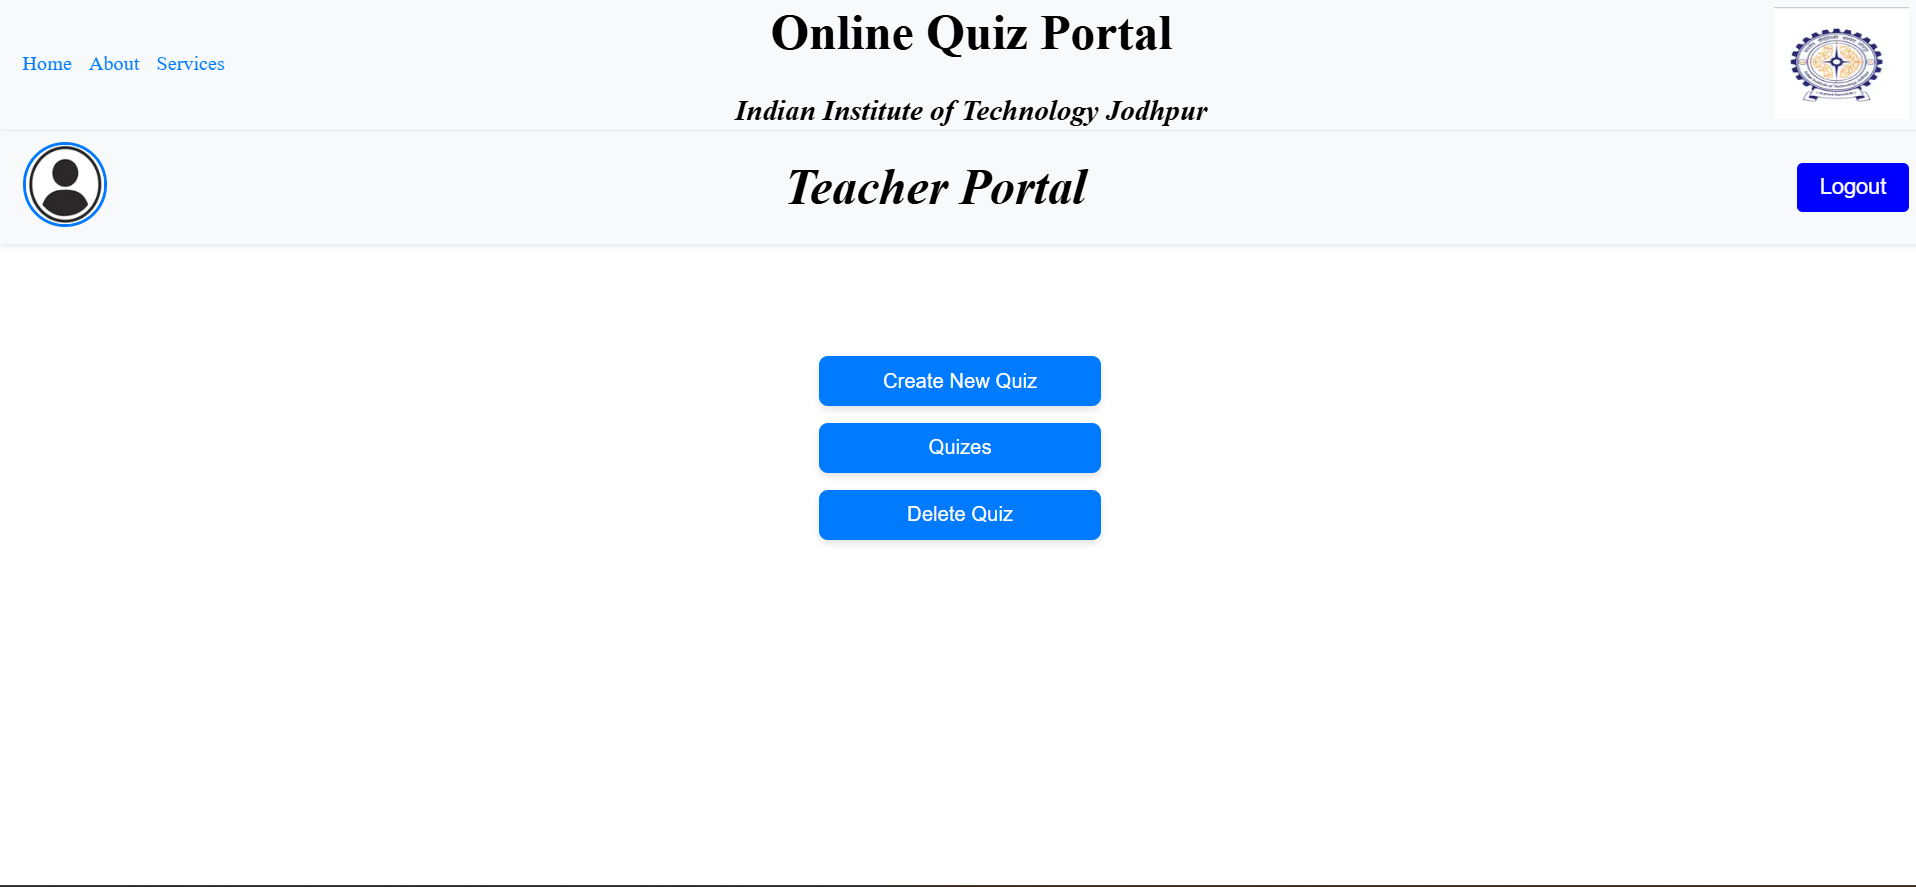 Online Quiz Portal
Home About Services
Indian Institute of Technology Jodhpur
Teacher Portal
Logout
Create New Quiz
Quizes
Delete Quiz